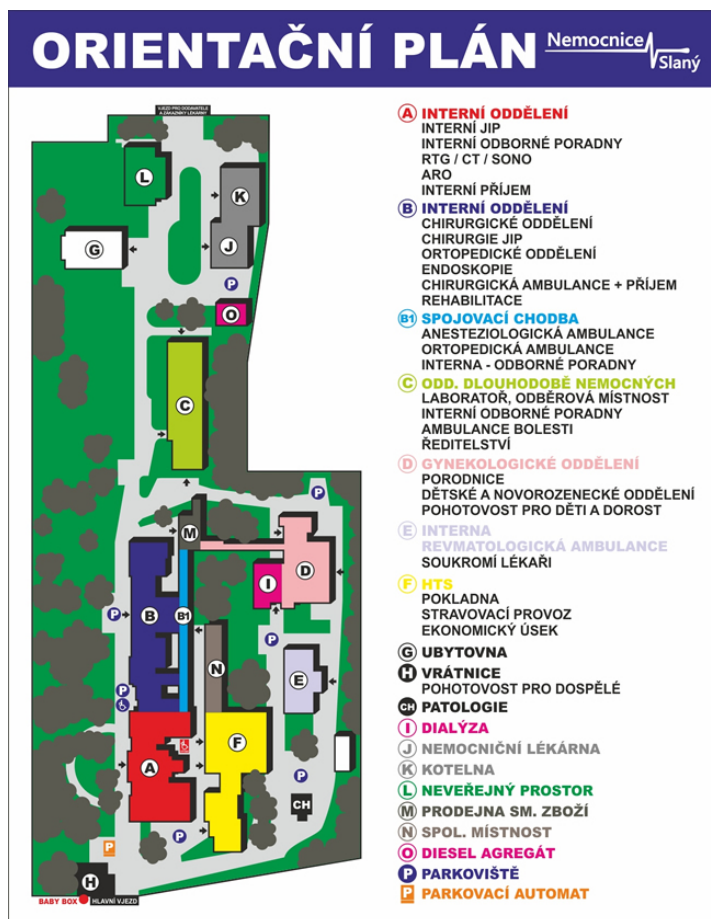 ORIENTAČNÍ PLÁN
Nemocnice
Slaný
VJEZD PRO DODAVATELE
A ZÁKAZNÍKY LÉKÁRNY
L
K
G
J
P
O
C
P
M
I
D
P
B
B1
P
N
E
P
A
F
P
CH
P
P
H
BABY BOX
HLAVNÍ VJEZD
A INTERNÍ ODDĚLENÍ
INTERNÍ JIP
INTERNÍ ODBORNÉ PORADNY
RTG / CT / SONO
ARO
INTERNÍ PŘÍJEM
B INTERNÍ ODDĚLENÍ
CHIRURGICKÉ ODDĚLENÍ
CHIRURGIE JIP
ORTOPEDICKÉ ODDĚLENÍ
ENDOSKOPIE
CHIRURGICKÁ AMBULANCE + PŘÍJEM
REHABILITACE
B1 SPOJOVACÍ CHODBA
ANESTEZIOLOGICKÁ AMBULANCE
ORTOPEDICKÁ AMBULANCE
INTERNA - ODBORNÉ PORADNY
C ODD. DLOUHODOBĚ NEMOCNÝCH
LABORATOŘ, ODBĚROVÁ MÍSTNOST
INTERNÍ ODBORNÉ PORADNY
AMBULANCE BOLESTI
ŘEDITELSTVÍ
D GYNEKOLOGICKÉ ODDĚLENÍ
PORODNICE
DĚTSKÉ A NOVOROZENECKÉ ODDĚLENÍ
POHOTOVOST PRO DĚTI A DOROST
E INTERNA
REVMATOLOGICKÁ AMBULANCE
SOUKROMÍ LÉKAŘI
F HTS
POKLADNA
STRAVOVACÍ PROVOZ
EKONOMICKÝ ÚSEK
G UBYTOVNA
H VRÁTNICE
POHOTOVOST PRO DOSPĚLÉ
CH PATOLOGIE
I DIALÝZA
J NEMOCNIČNÍ LÉKÁRNA
K KOTELNA
L NEVEŘEJNÝ PROSTOR
M PRODEJNA SM. ZBOŽÍ
N SPOL. MÍSTNOST
O DIESEL AGREGÁT
P PARKOVIŠTĚ
P PARKOVACÍ AUTOMAT